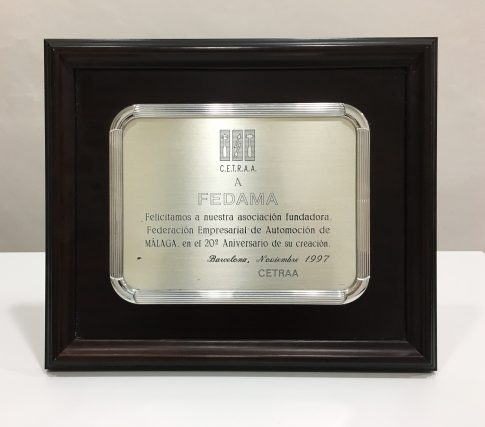 C.E.T.R.A.A.
A
FEDAMA
Felicitamos a nuestra asociación fundadora,
Federación Empresarial de Automoción de
MÁLAGA, en el 20º Aniversario de su creación.
Barcelona, Noviembre 1997
CETRAA